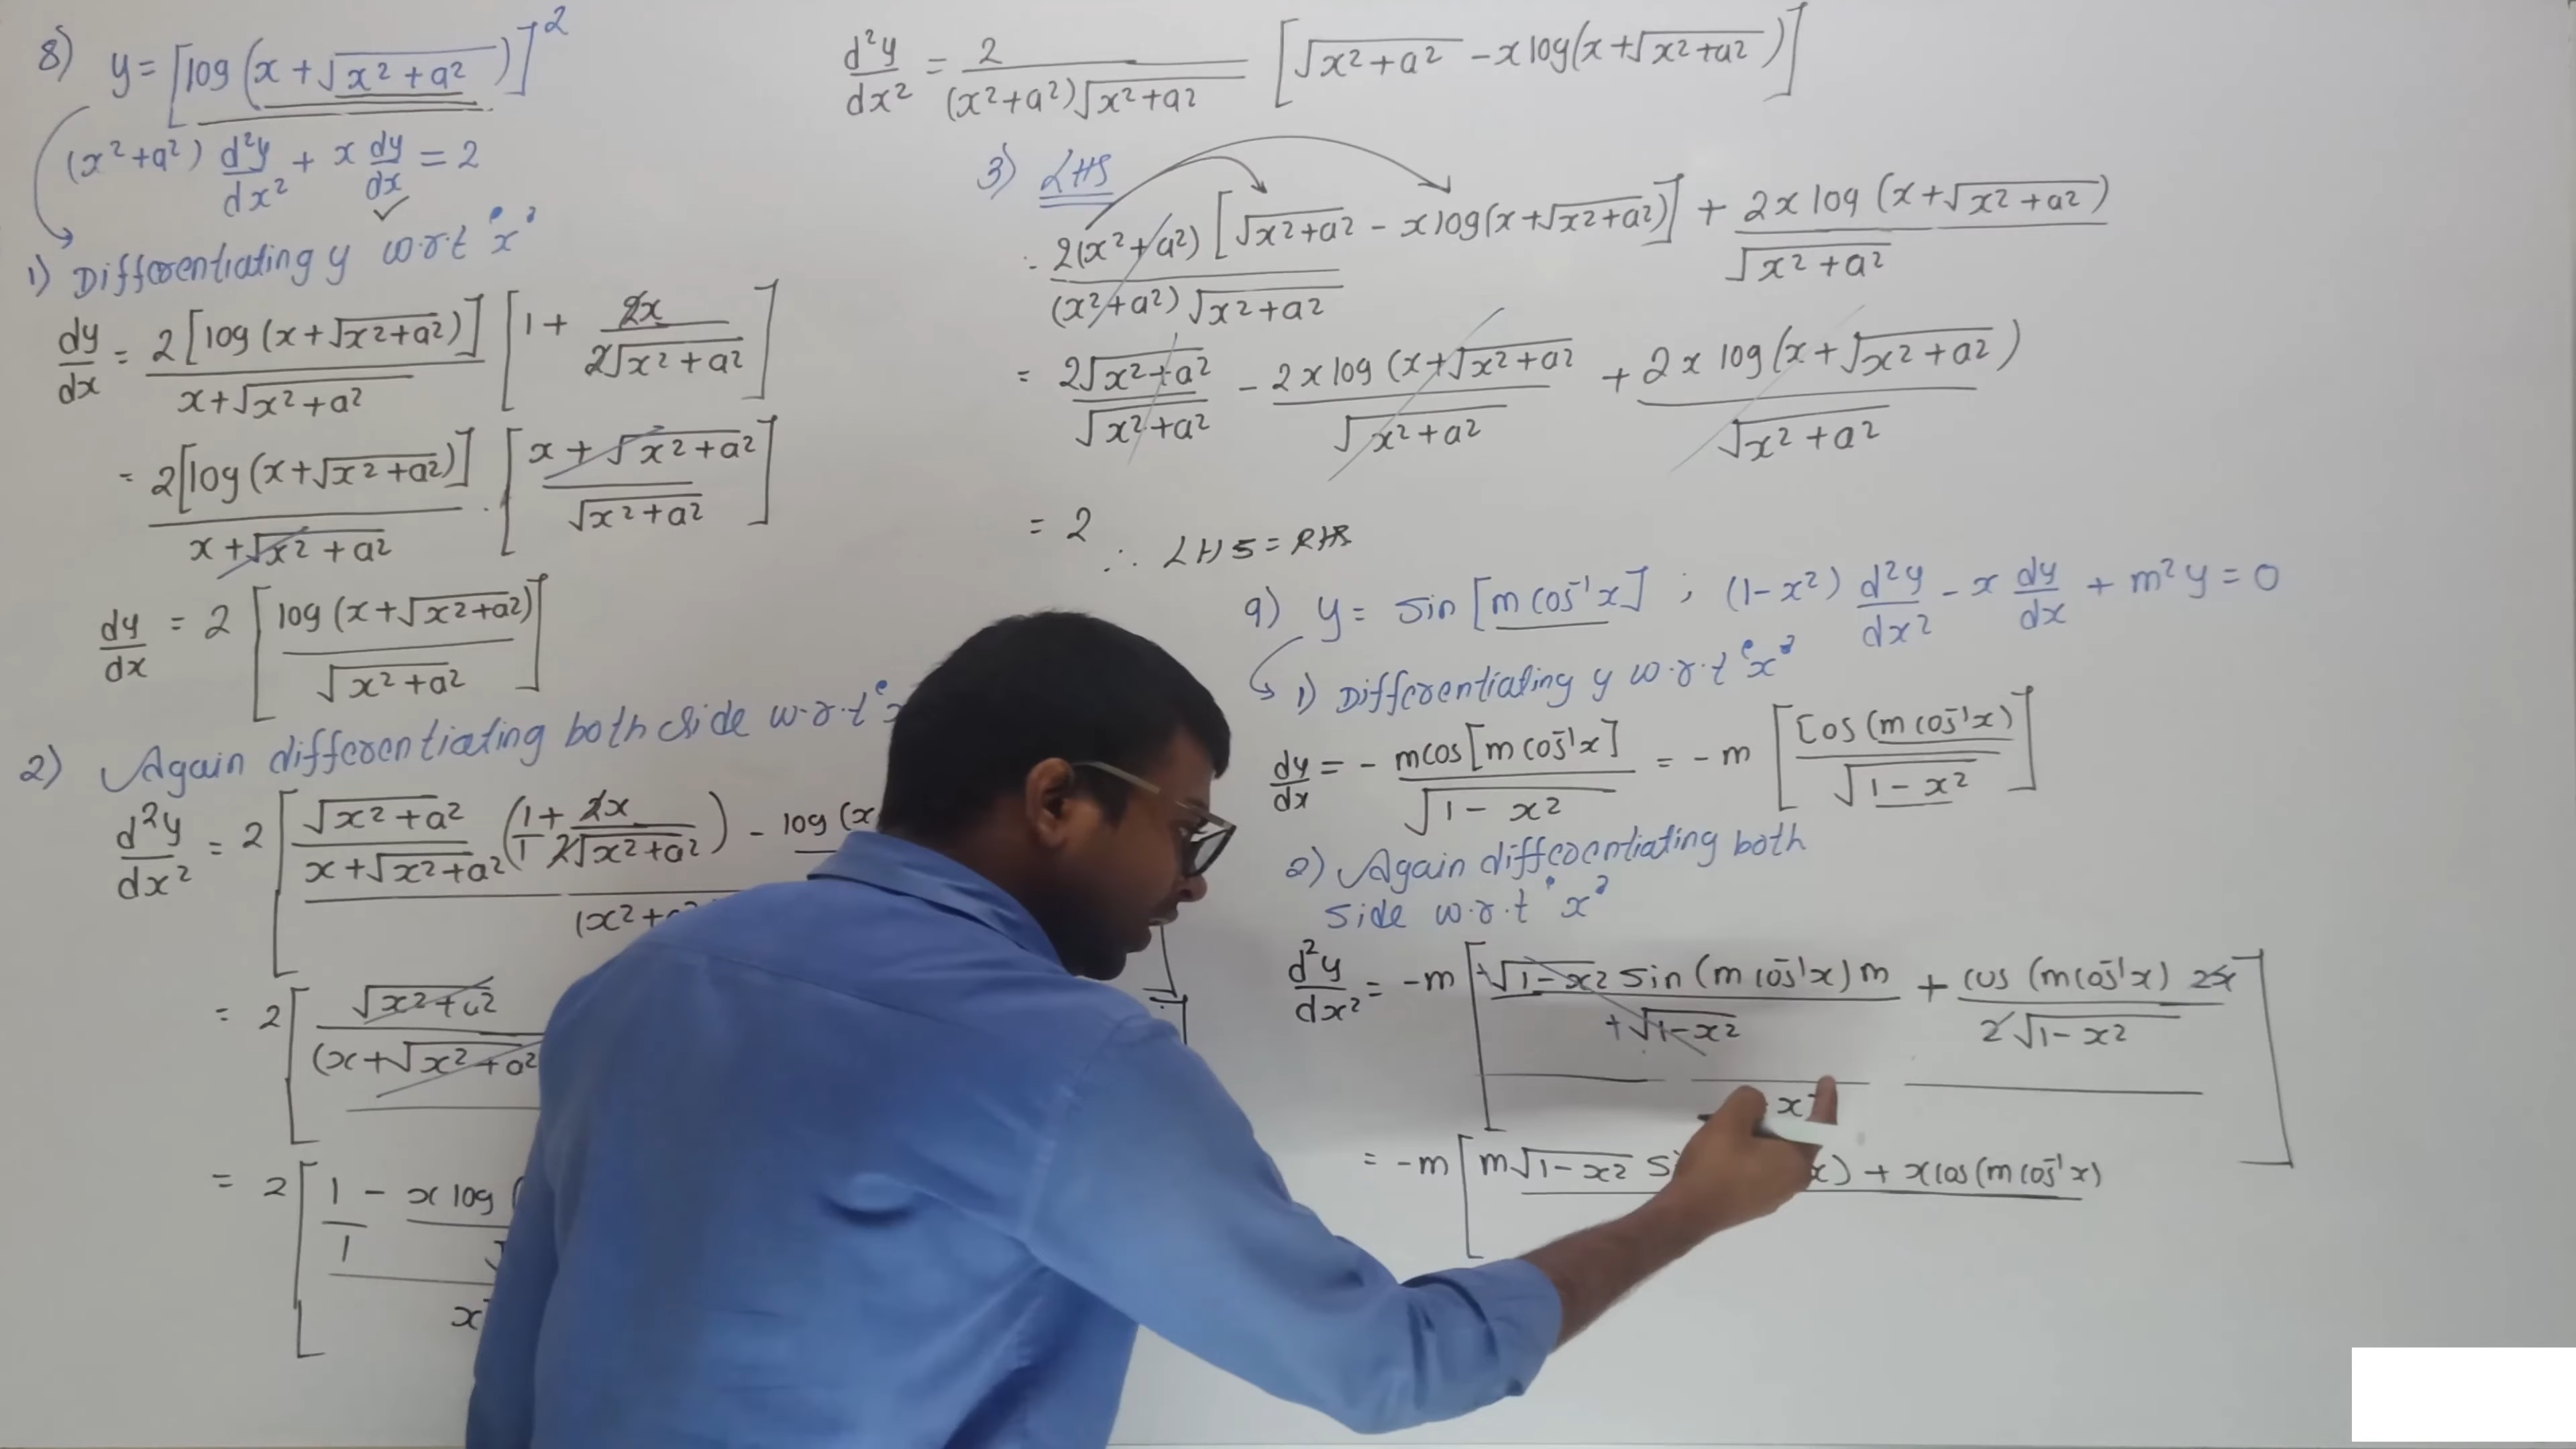 8) y = [log (x + √(x² + a²))]²
(x² + a²) d²y/dx² + x dy/dx = 2
1) Differentiating y w.r.t 'x'
dy/dx = 2[log (x + √(x² + a²))] / (x + √(x² + a²)) [1 + 2x / 2√(x² + a²)]
= 2[log (x + √(x² + a²))] / (x + √(x² + a²)) . [(x + √(x² + a²)) / √(x² + a²)]
dy/dx = 2 [log (x + √(x² + a²)) / √(x² + a²)]
2) Again differentiating both side w.r.t '
d²y/dx² = 2 [√(x² + a²) / (x + √(x² + a²)) (1/1 + 2x / 2√(x² + a²)) - log (x
(x² +
= 2 [√(x² + a²) / (x + √(x² + a²)
= 2 [1/1 - x log (
x²
d²y/dx² = 2 / (x² + a²)√(x² + a²) [√(x² + a²) - x log (x + √(x² + a²))]
3) LHS
: 2(x² + a²) [√(x² + a²) - x log (x + √(x² + a²))] / (x² + a²)√(x² + a²) + 2x log (x + √(x² + a²)) / √(x² + a²)
= 2√(x² + a²) / √(x² + a²) - 2x log (x + √(x² + a²) / √(x² + a²) + 2x log (x + √(x² + a²)) / √(x² + a²)
= 2
∴ LHS = RHS
9) y = sin [m cos⁻¹x] ; (1 - x²) d²y/dx² - x dy/dx + m²y = 0
1) Differentiating y w.r.t 'x'
dy/dx = - m cos[m cos⁻¹x] / √(1 - x²) = - m [cos (m cos⁻¹x) / √(1 - x²)]
2) Again differentiating both
side w.r.t 'x'
d²y/dx² = - m [+√(1 - x²) sin (m cos⁻¹x) m / +√(1 - x²) + cos (m cos⁻¹x) 2x / 2√(1 - x²)]
x²
= - m [m√(1 - x²) x) + x cos (m cos⁻¹x)